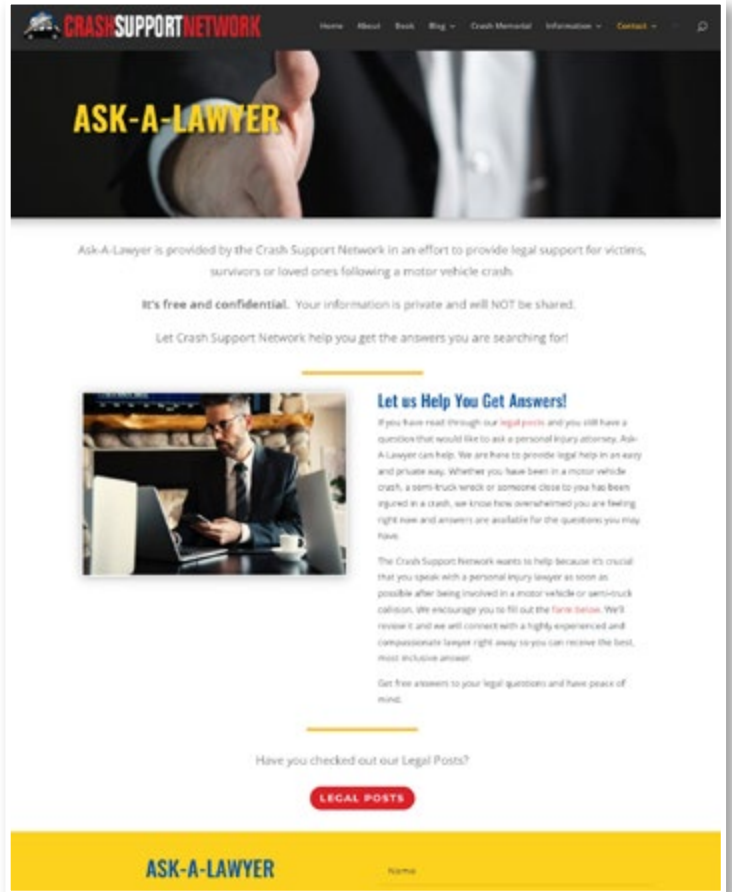 CRASHSUPPORTNETWORK
Home About Book Blog Crash Memorial Information Contact
ASK-A-LAWYER
Ask-A-Lawyer is provided by the Crash Support Network in an effort to provide legal support for victims,
survivors or loved ones following a motor vehicle crash.
It's free and confidential. Your information is private and will NOT be shared.
Let Crash Support Network help you get the answers you are searching for!
Let us Help You Get Answers!
If you have read through our legal posts and you still have a
question that would like to ask a personal injury attorney, Ask-
A-Lawyer can help. We are here to provide legal help in an easy
and private way. Whether you have been in a motor vehicle
crash, a semi-truck wreck or someone close to you has been
injured in a crash, we know how overwhelmed you are feeling
right now and answers are available for the questions you may
have.
The Crash Support Network wants to help because it's crucial
that you speak with a personal injury lawyer as soon as
possible after being involved in a motor vehicle or semi-truck
collision. We encourage you to fill out the form below. We'll
review it and we will connect with a highly experienced and
compassionate lawyer right away so you can receive the best,
most inclusive answer.
Get free answers to your legal questions and have peace of
mind.
Have you checked out our Legal Posts?
LEGAL POSTS
ASK-A-LAWYER
Name